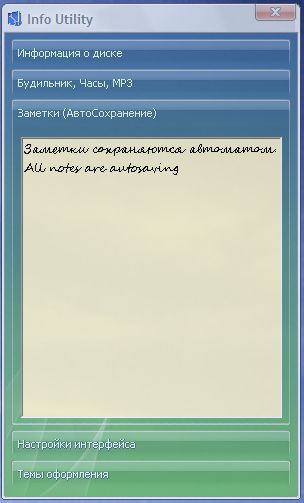 Info Utility
Информация о диске
Будильник, Часы, MP3
Заметки (АвтоСохранение)
Заметки сохраняются автоматом.
All notes are autosaving
Настройки интерфейса
Темы оформления